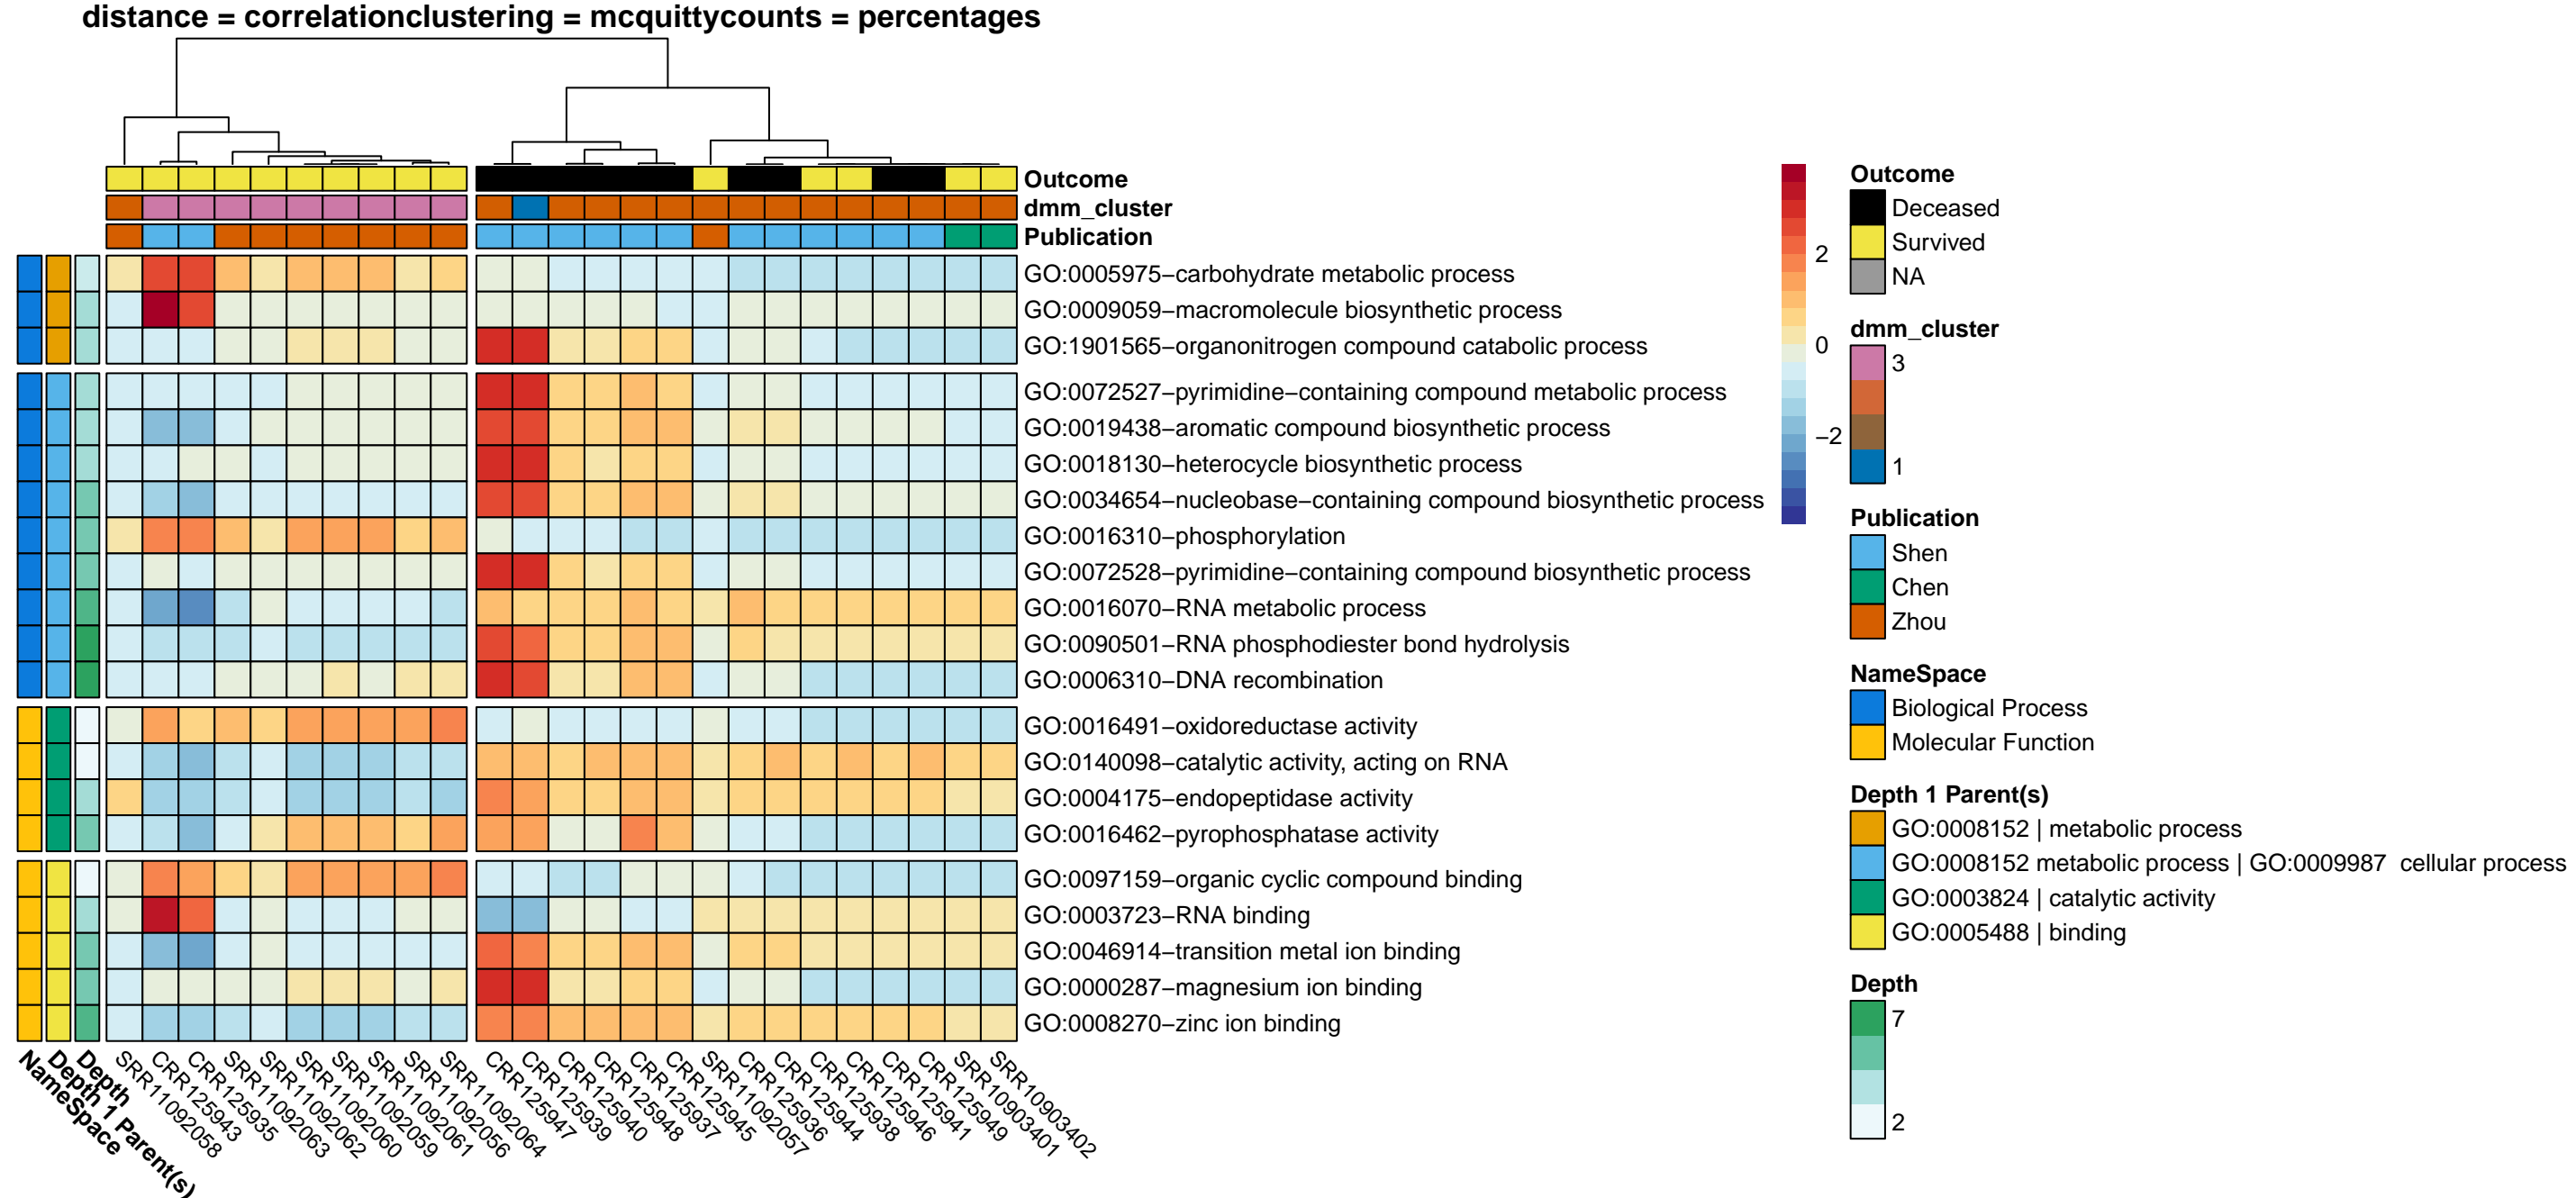 distance = correlationclustering = mcquittycounts = percentages
Outcome
dmm_cluster
Publication
GO:0005975−carbohydrate metabolic process
GO:0009059−macromolecule biosynthetic process
GO:1901565−organonitrogen compound catabolic process
GO:0072527−pyrimidine−containing compound metabolic process
GO:0019438−aromatic compound biosynthetic process
GO:0018130−heterocycle biosynthetic process
GO:0034654−nucleobase−containing compound biosynthetic process
GO:0016310−phosphorylation
GO:0072528−pyrimidine−containing compound biosynthetic process
GO:0016070−RNA metabolic process
GO:0090501−RNA phosphodiester bond hydrolysis
GO:0006310−DNA recombination
GO:0016491−oxidoreductase activity
GO:0140098−catalytic activity, acting on RNA
GO:0004175−endopeptidase activity
GO:0016462−pyrophosphatase activity
GO:0097159−organic cyclic compound binding
GO:0003723−RNA binding
GO:0046914−transition metal ion binding
GO:0000287−magnesium ion binding
GO:0008270−zinc ion binding
NameSpace
Depth 1 Parent(s)
Depth
SRR11092058
CRR125943
CRR125935
SRR11092063
SRR11092062
SRR11092060
SRR11092059
SRR11092061
SRR11092056
SRR11092064
CRR125947
CRR125939
CRR125940
CRR125948
CRR125937
CRR125945
SRR11092057
CRR125936
CRR125944
CRR125938
CRR125946
CRR125941
CRR125949
SRR10903401
SRR10903402
2
0
−2
Outcome
Deceased
Survived
NA
dmm_cluster
3
1
Publication
Shen
Chen
Zhou
NameSpace
Biological Process
Molecular Function
Depth 1 Parent(s)
GO:0008152 | metabolic process
GO:0008152 metabolic process | GO:0009987 cellular process
GO:0003824 | catalytic activity
GO:0005488 | binding
Depth
7
2